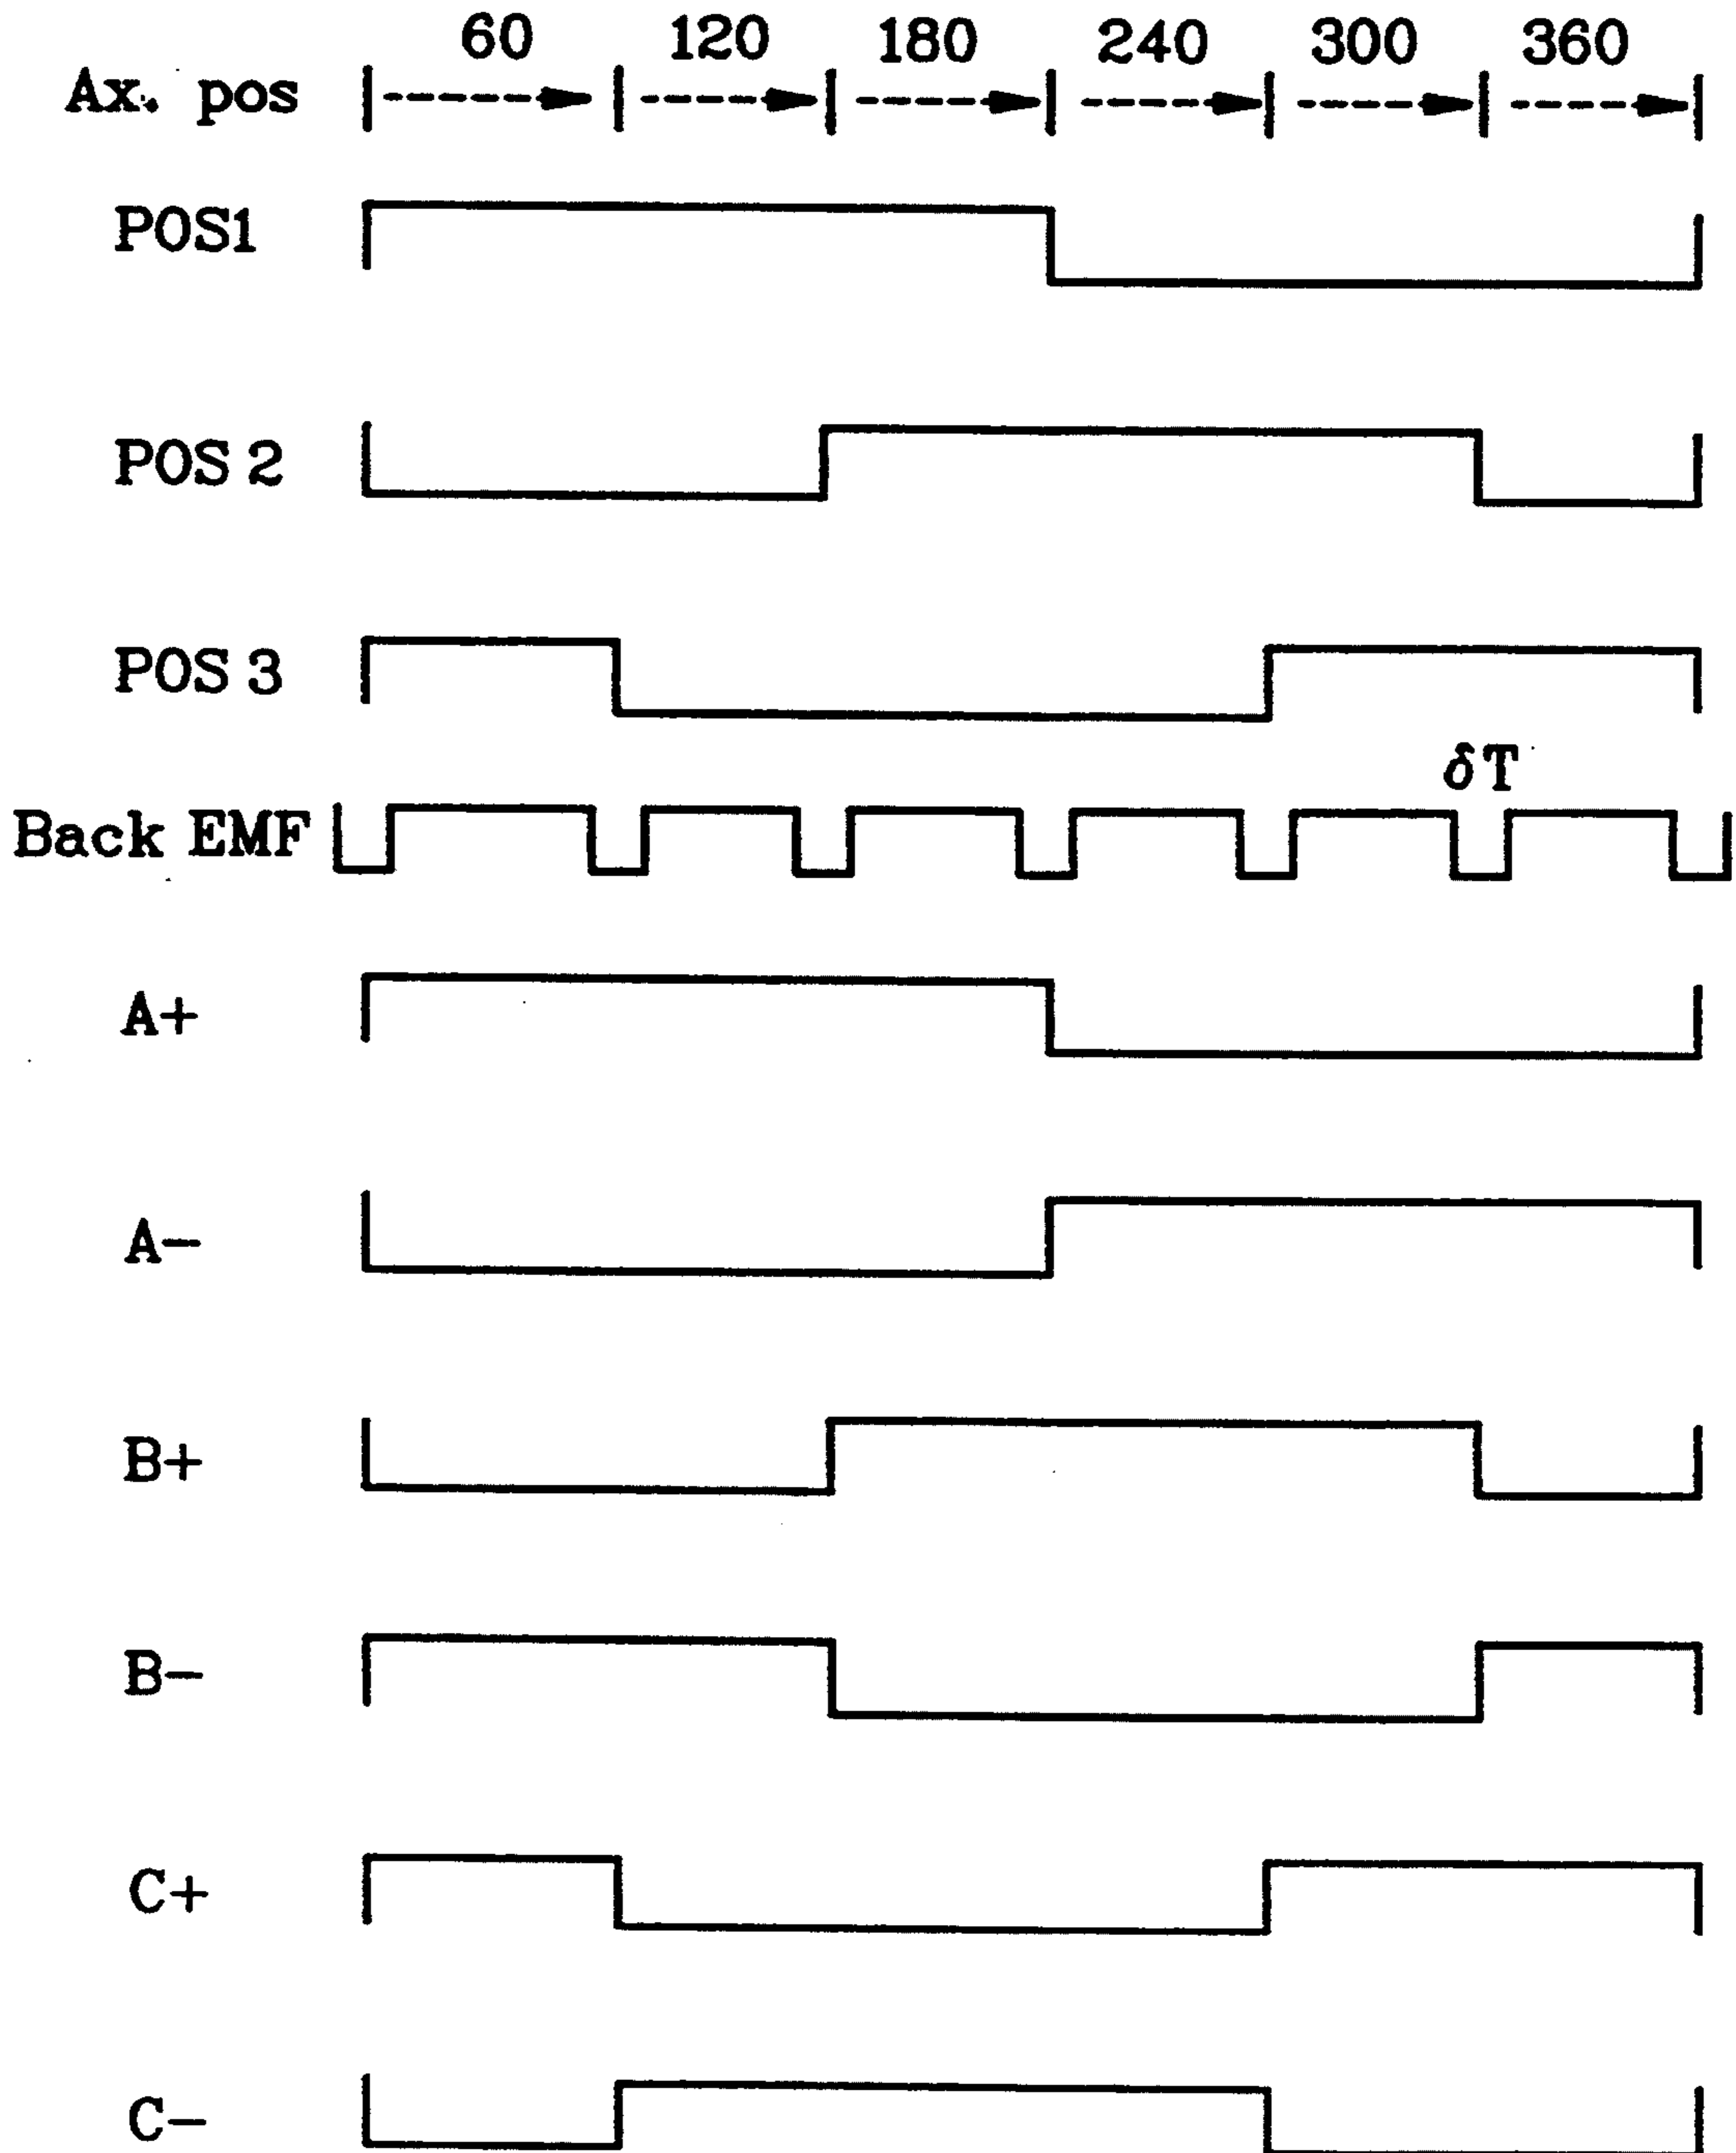 60 120 180 240 300 360
Ax. pos
POS1
POS 2
POS 3
δT
Back EMF
A+
A−
B+
B−
C+
C−